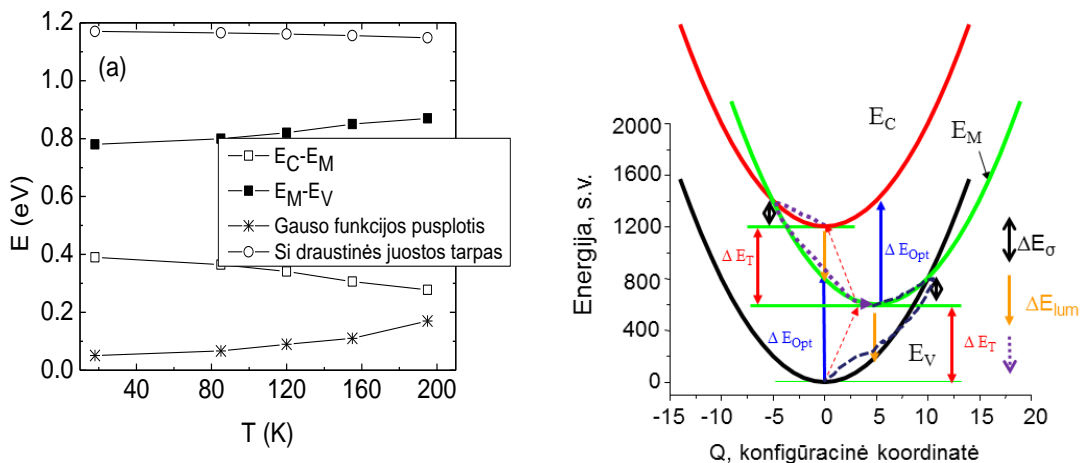 (a)
E (eV)
1.2
1.0
0.8
0.6
0.4
0.2
0.0
E_C-E_M
E_M-E_V
Gauso funkcijos pusplotis
Si draustinės juostos tarpas
0 40 80 120 160 200
T (K)
Energija, s.v.
2000
1600
1200
800
400
0
E_C
E_M
E_V
Δ E_T
Δ E_Opt
Δ E_Opt
Δ E_T
ΔE_σ
ΔE_lum
-15 -10 -5 0 5 10 15 20
Q, konfigūracinė koordinatė